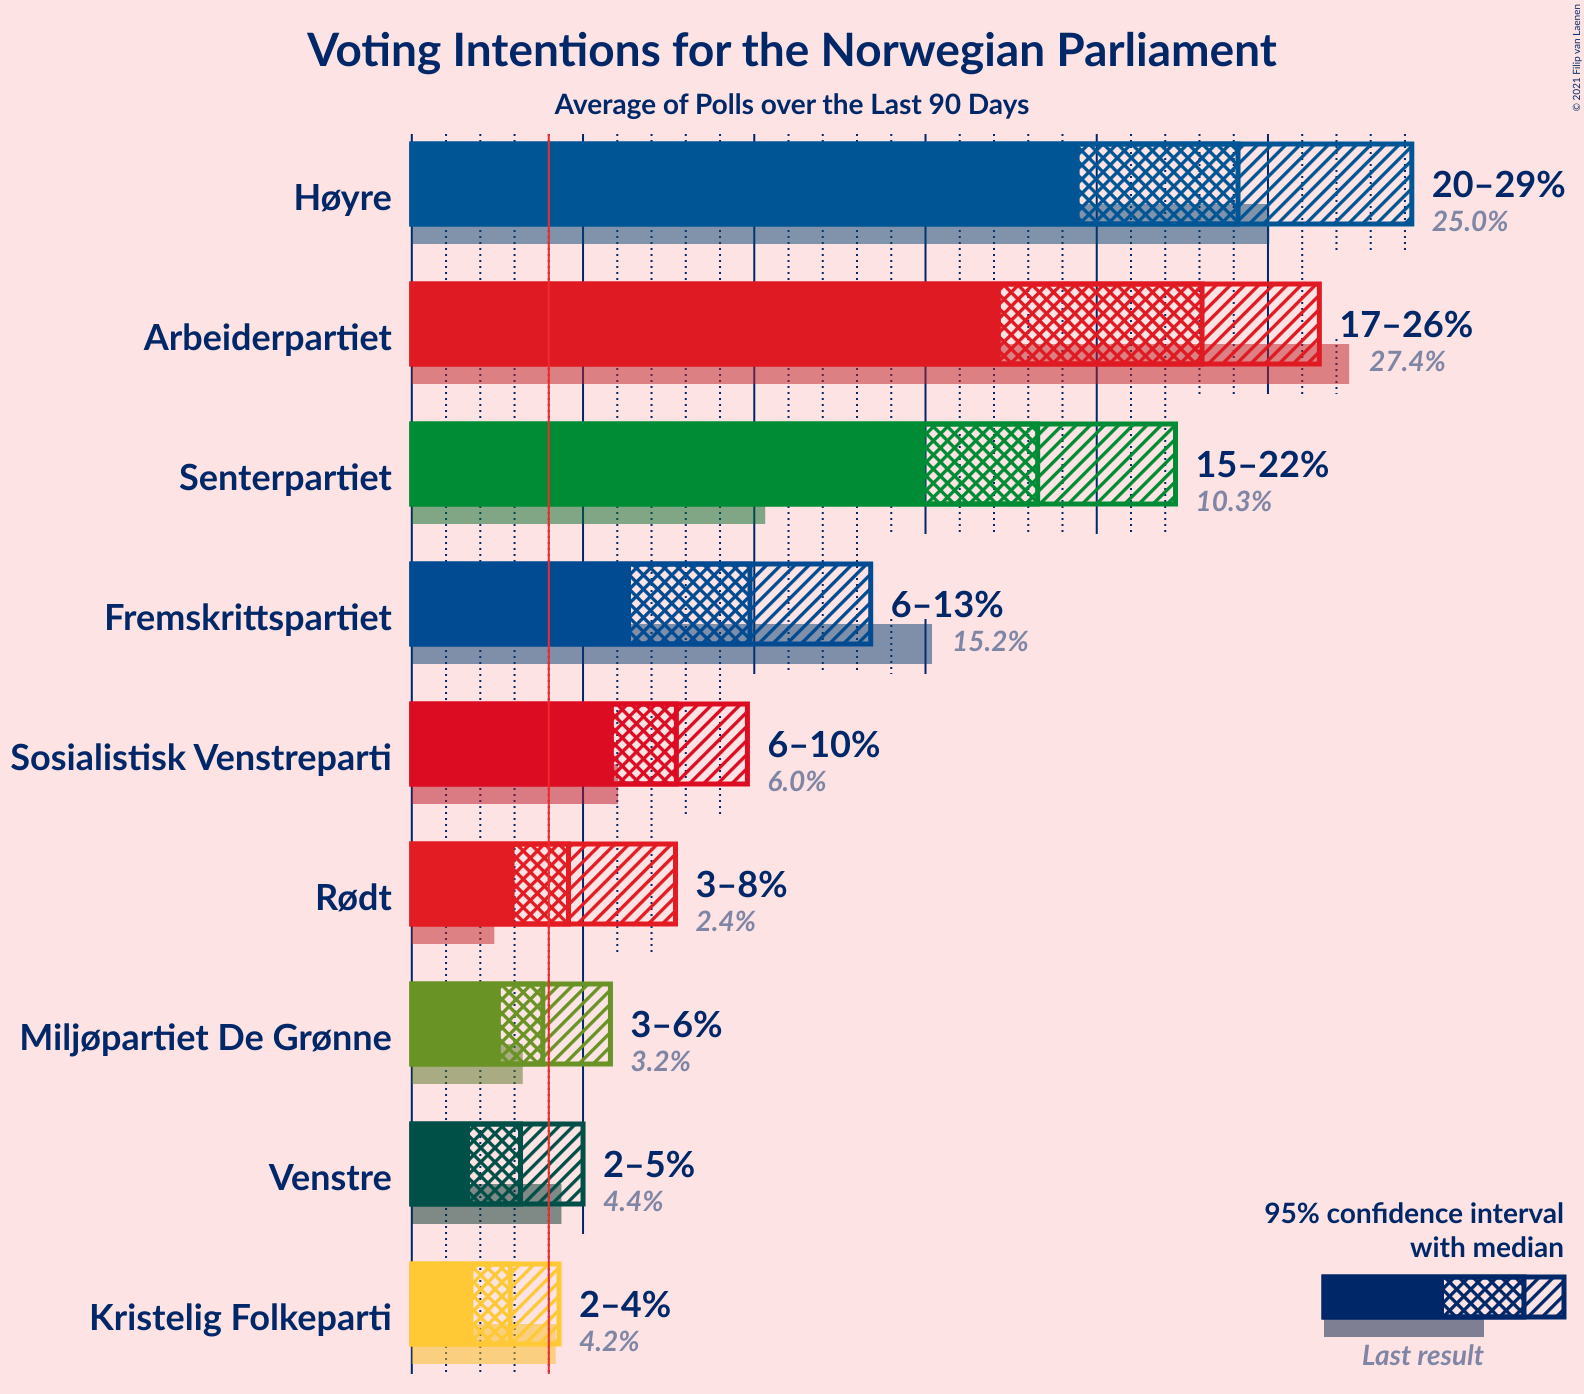 Voting Intentions for the Norwegian Parliament
Average of Polls over the Last 90 Days
© 2021 Filip van Laenen
Høyre
20–29%
25.0%
Arbeiderpartiet
17–26%
27.4%
Senterpartiet
15–22%
10.3%
Fremskrittspartiet
6–13%
15.2%
Sosialistisk Venstreparti
6–10%
6.0%
Rødt
3–8%
2.4%
Miljøpartiet De Grønne
3–6%
3.2%
Venstre
2–5%
4.4%
Kristelig Folkeparti
2–4%
4.2%
95% confidence interval
with median
Last result